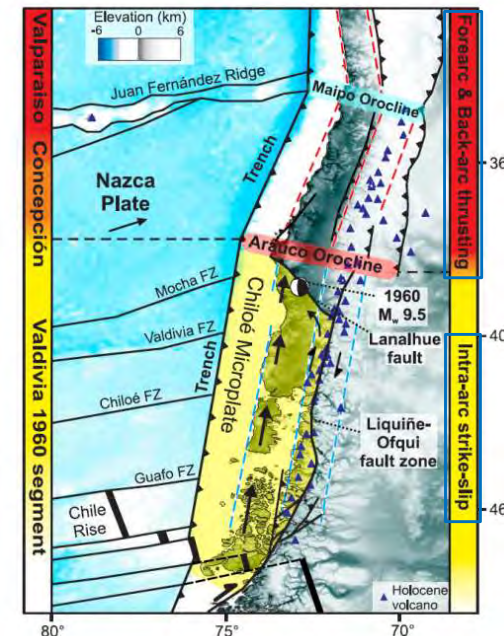 Elevation (km)
-6 0 6
Valparaiso
Concepción
Valdivia 1960 segment
Forearc & Back-arc thrusting
Intra-arc strike-slip
Juan Fernández Ridge
Maipo Orocline
Trench
Nazca
Plate
Arauco Orocline
Mocha FZ
Valdivia FZ
Chiloé FZ
Guafo FZ
Trench
Chiloé Microplate
Chile
Rise
1960
Mw 9.5
Lanalhue
fault
Liquiñe-
Ofqui
fault zone
Holocene
volcano
36
40
46
80° 75° 70°